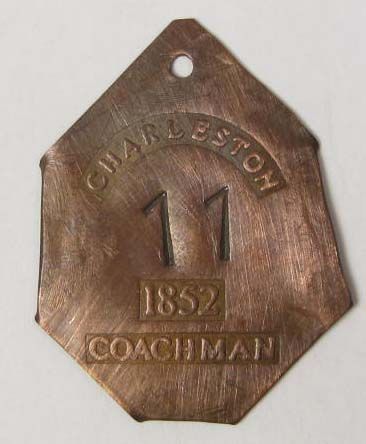 CHARLESTON
11
1852
COACHMAN